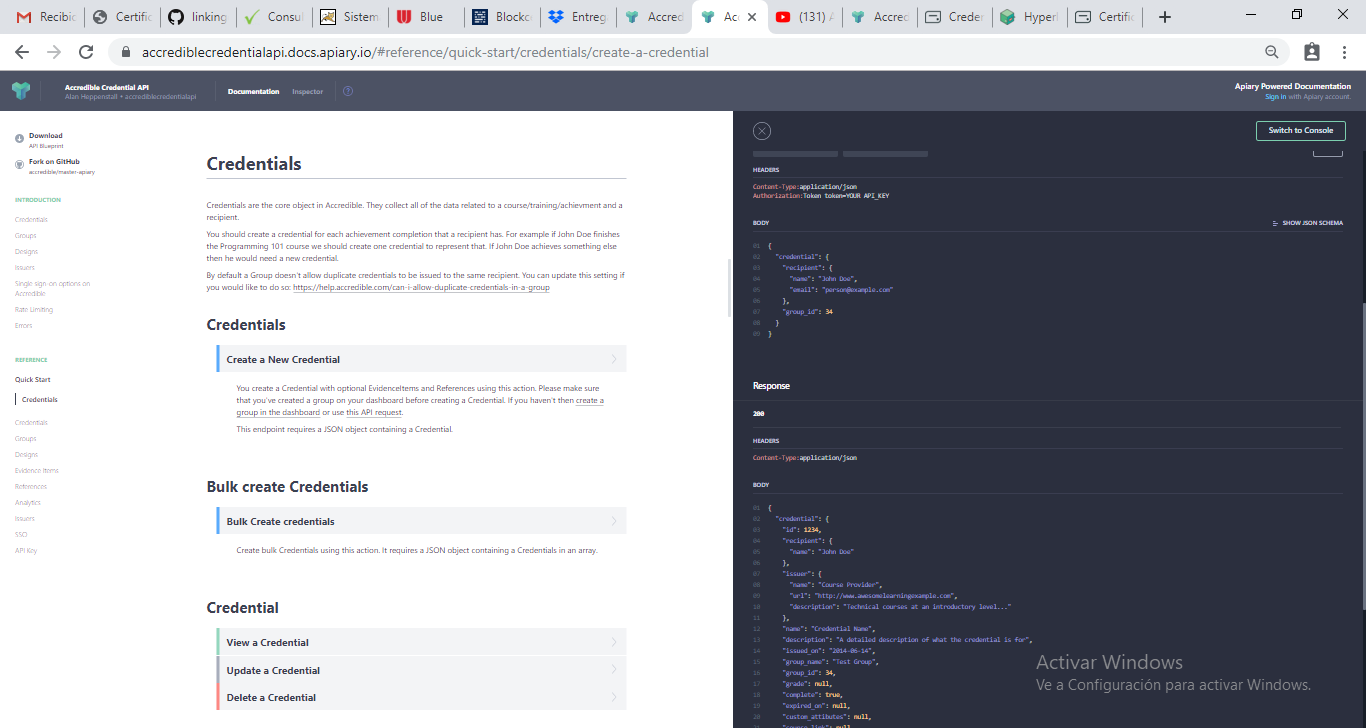 Recibic
Certific
linking
Consul
Sistem
Blue
Blockc
Entreg
Accred
Ac
(131) A
Accred
Creder
Hyperl
Certific
accrediblecredentialapi.docs.apiary.io/#reference/quick-start/credentials/create-a-credential
Accredible Credential API
Alan Heppenstall • accrediblecredentialapi
Documentation
Inspector
Apiary Powered Documentation
Sign in with Apiary account.
Download
API Blueprint
Fork on GitHub
accredible/master-apiary
INTRODUCTION
Credentials
Groups
Designs
Issuers
Single sign-on options on
Accredible
Rate Limiting
Errors
REFERENCE
Quick Start
Credentials
Credentials
Groups
Designs
Evidence Items
References
Analytics
Issuers
SSO
API Key
Credentials
Credentials are the core object in Accredible. They collect all of the data related to a course/training/achievment and a
recipient.
You should create a credential for each achievement completion that a recipient has. For example if John Doe finishes
the Programming 101 course we should create one credential to represent that. If John Doe achieves something else
then he would need a new credential.
By default a Group doesn't allow duplicate credentials to be issued to the same recipient. You can update this setting if
you would like to do so: https://help.accredible.com/can-i-allow-duplicate-credentials-in-a-group
Credentials
Create a New Credential
You create a Credential with optional EvidenceItems and References using this action. Please make sure
that you've created a group on your dashboard before creating a Credential. If you haven't then create a
group in the dashboard or use this API request.
This endpoint requires a JSON object containing a Credential.
Bulk create Credentials
Bulk Create credentials
Create bulk Credentials using this action. It requires a JSON object containing a Credentials in an array.
Credential
View a Credential
Update a Credential
Delete a Credential
Switch to Console
HEADERS
Content-Type:application/json
Authorization:Token token=YOUR API_KEY
BODY
SHOW JSON SCHEMA
01 {
02 "credential": {
03 "recipient": {
04 "name": "John Doe",
05 "email": "person@example.com"
06 },
07 "group_id": 34
08 }
09 }
Response
200
HEADERS
Content-Type:application/json
BODY
01 {
02 "credential": {
03 "id": 1234,
04 "recipient": {
05 "name": "John Doe"
06 },
07 "issuer": {
08 "name": "Course Provider",
09 "url": "http://www.awesomelearningexample.com",
10 "description": "Technical courses at an introductory level..."
11 },
12 "name": "Credential Name",
13 "description": "A detailed description of what the credential is for",
14 "issued_on": "2014-06-14",
15 "group_name": "Test Group",
16 "group_id": 34,
17 "grade": null,
18 "complete": true,
19 "expired_on": null,
20 "custom_attibutes": null,
21 "course_link": null,
Activar Windows
Ve a Configuración para activar Windows.